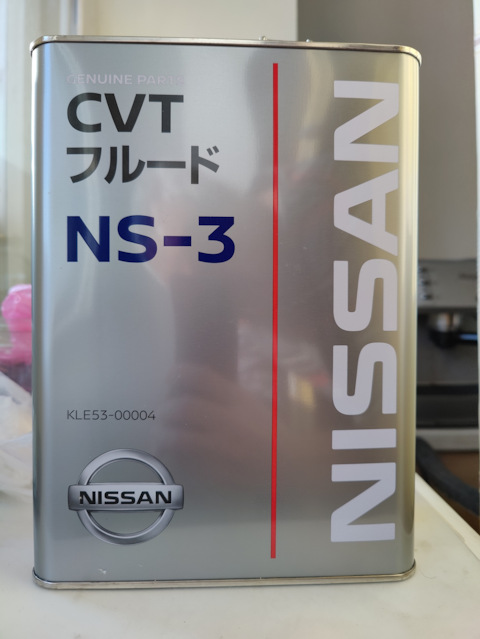 GENUINE PARTS
CVT
フルード
NS-3
KLE53-00004
NISSAN
NISSAN